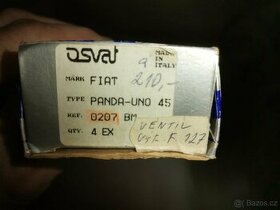 osvat
MADE IN ITALY
a
210,-
MARK FIAT
TYPE PANDA-UNO 45
REF. 0207 BM
QTY. 4 EX
VENTIL
VÝF. F 127
Bazos.cz